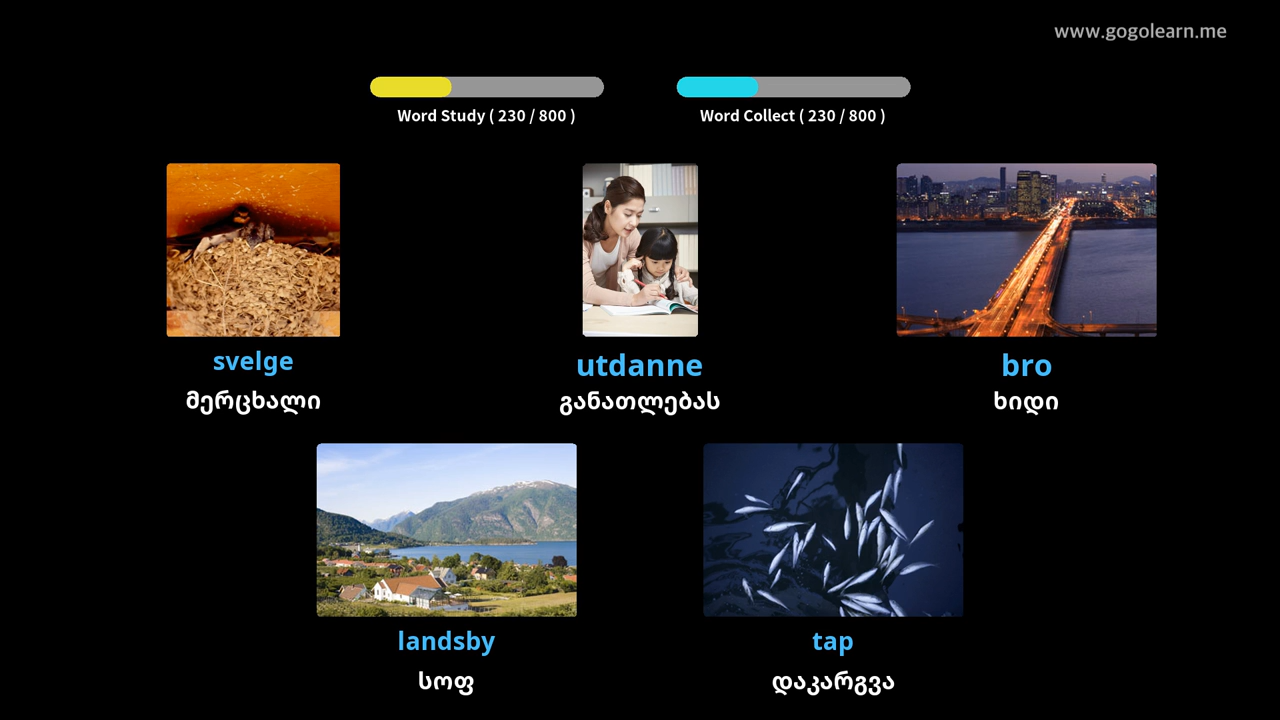 www.gogolearn.me
Word Study ( 230 / 800 )
Word Collect ( 230 / 800 )
svelge
მერცხალი
utdanne
განათლებას
bro
ხიდი
landsby
სოფ
tap
დაკარგვა